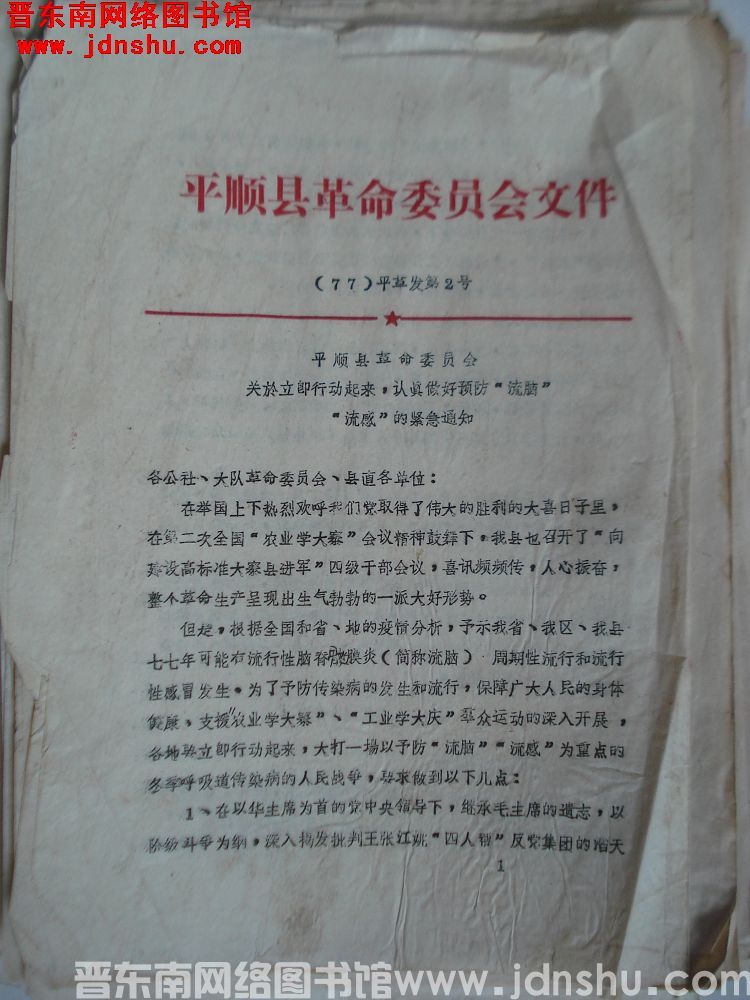 晋东南网络图书馆
www.jdnshu.com
平顺县革命委员会文件
(77)平革发第2号
平顺县革命委员会
关於立即行动起来，认真做好预防“流脑”
“流感”的紧急通知
各公社、大队革命委员会、县直各单位：
在举国上下热烈欢呼我们党取得了伟大的胜利的大喜日子里，
在第二次全国“农业学大寨”会议精神鼓舞下，我县也召开了“向
建设高标准大寨县进军”四级干部会议，喜讯频频传，人心振奋，
整个革命生产呈现出生气勃勃的一派大好形势。
但是，根据全国和省、地的疫情分析，予示我省、我区、我县
七七年可能有流行性脑脊髓膜炎（简称流脑）周期性流行和流行
性感冒发生。为了予防传染病的发生和流行，保障广大人民的身体
健康，支援“农业学大寨”、“工业学大庆”群众运动的深入开展，
各地要立即行动起来，大打一場以予防“流脑”“流感”为重点的
冬季呼吸道传染病的人民战争，要求做到以下几点：
1、在以华主席为首的党中央领导下，继承毛主席的遗志，以
阶级斗争为纲，深入揭发批判王张江姚“四人帮”反党集团的滔天
1
晋东南网络图书馆www.jdnshu.com